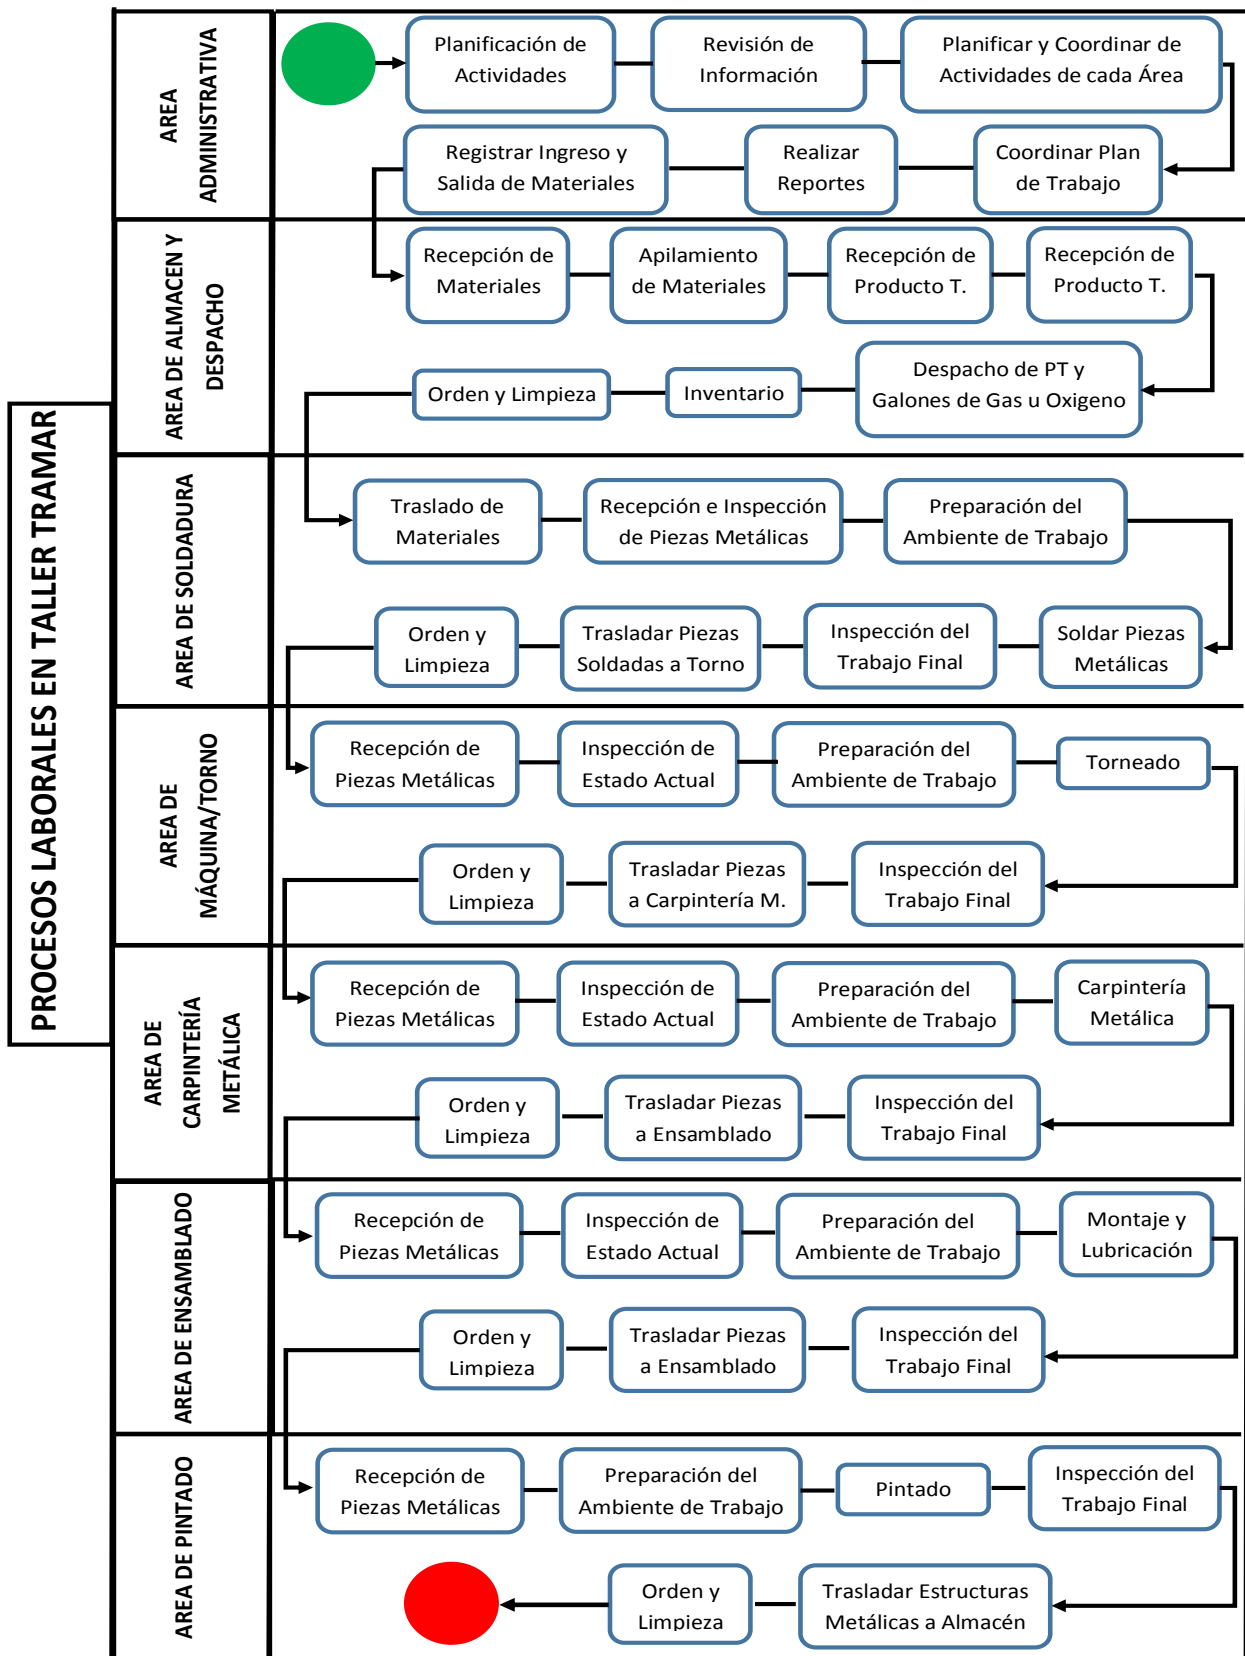 PROCESOS LABORALES EN TALLER TRAMAR
AREA
ADMINISTRATIVA
Planificación de
Actividades
Revisión de
Información
Planificar y Coordinar de
Actividades de cada Área
Registrar Ingreso y
Salida de Materiales
Realizar
Reportes
Coordinar Plan
de Trabajo
AREA DE ALMACEN Y
DESPACHO
Recepción de
Materiales
Apilamiento
de Materiales
Recepción de
Producto T.
Recepción de
Producto T.
Orden y Limpieza
Inventario
Despacho de PT y
Galones de Gas u Oxigeno
AREA DE SOLDADURA
Traslado de
Materiales
Recepción e Inspección
de Piezas Metálicas
Preparación del
Ambiente de Trabajo
Orden y
Limpieza
Trasladar Piezas
Soldadas a Torno
Inspección del
Trabajo Final
Soldar Piezas
Metálicas
AREA DE
MÁQUINA/TORNO
Recepción de
Piezas Metálicas
Inspección de
Estado Actual
Preparación del
Ambiente de Trabajo
Torneado
Orden y
Limpieza
Trasladar Piezas
a Carpintería M.
Inspección del
Trabajo Final
AREA DE
CARPINTERÍA
METÁLICA
Recepción de
Piezas Metálicas
Inspección de
Estado Actual
Preparación del
Ambiente de Trabajo
Carpintería
Metálica
Orden y
Limpieza
Trasladar Piezas
a Ensamblado
Inspección del
Trabajo Final
AREA DE ENSAMBLADO
Recepción de
Piezas Metálicas
Inspección de
Estado Actual
Preparación del
Ambiente de Trabajo
Montaje y
Lubricación
Orden y
Limpieza
Trasladar Piezas
a Ensamblado
Inspección del
Trabajo Final
AREA DE PINTADO
Recepción de
Piezas Metálicas
Preparación del
Ambiente de Trabajo
Pintado
Inspección del
Trabajo Final
Orden y
Limpieza
Trasladar Estructuras
Metálicas a Almacén